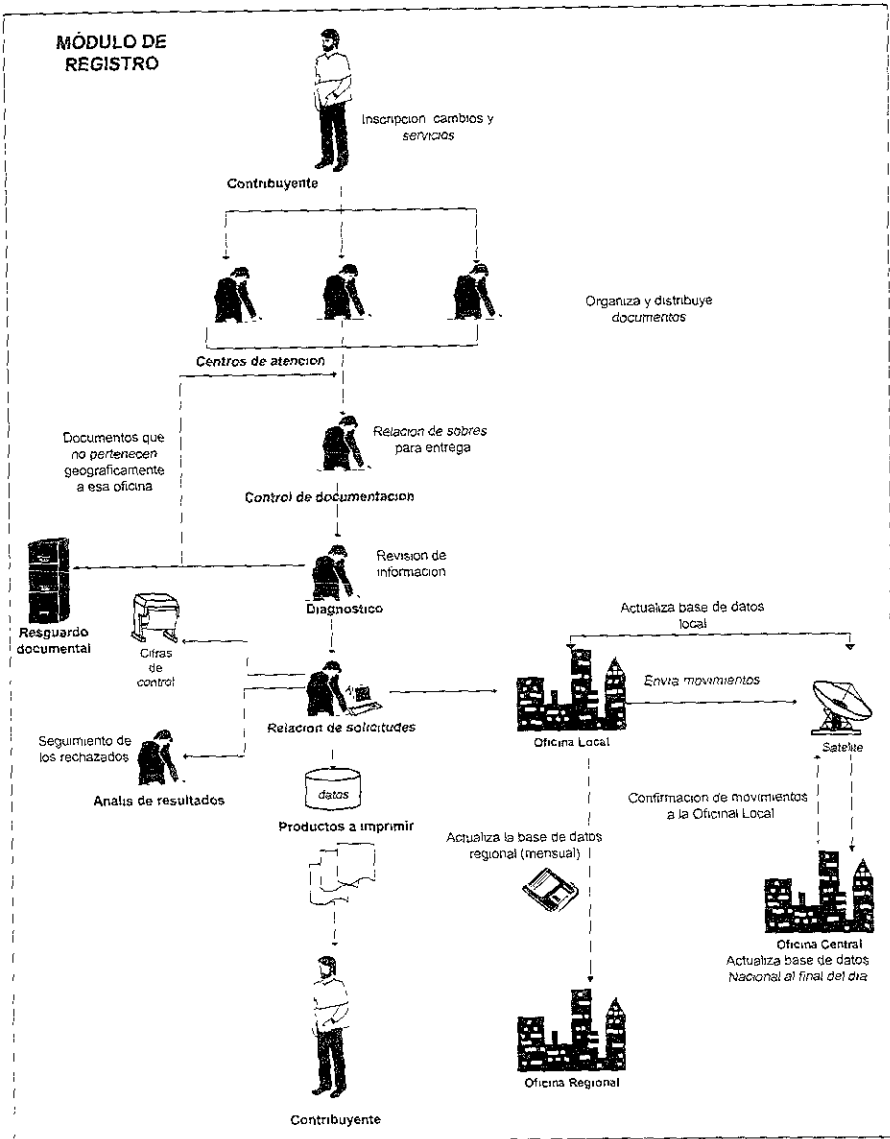 MÓDULO DE
REGISTRO
Inscripcion cambios y
servicios
Contribuyente
Organiza y distribuye
documentos
Centros de atencion
Documentos que
no pertenecen
geograficamente
a esa oficina
Relacion de sobres
para entrega
Control de documentacion
Revision de
informacion
Diagnostico
Resguardo
documental
Cifras
de
control
Actualiza base de datos
local
Envia movimientos
Relacion de solicitudes
Oficina Local
Satelite
Seguimiento de
los rechazados
Analis de resultados
datos
Productos a imprimir
Confirmacion de movimientos
a la Oficinal Local
Actualiza la base de datos
regional (mensual)
Oficina Central
Actualiza base de datos
Nacional al final del dia
Oficina Regional
Contribuyente